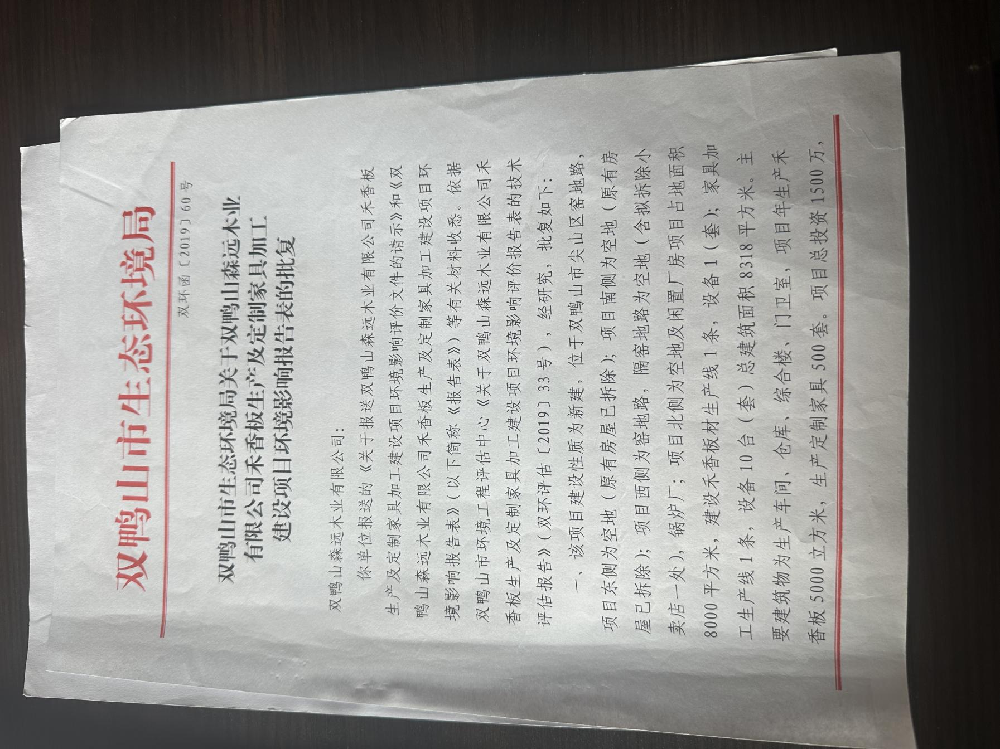 双鸭山市生态环境局
双环函〔2019〕60号
双鸭山市生态环境局关于双鸭山森远木业
有限公司禾香板生产及定制家具加工
建设项目环境影响报告表的批复
双鸭山森远木业有限公司：
你单位报送的《关于报送双鸭山森远木业有限公司禾香板
生产及定制家具加工建设项目环境影响评价文件的请示》和《双
鸭山森远木业有限公司禾香板生产及定制家具加工建设项目环
境影响报告表》（以下简称《报告表》）等有关材料收悉。依据
双鸭山市环境工程评估中心《关于双鸭山森远木业有限公司禾
香板生产及定制家具加工建设项目环境影响评价报告表的技术
评估报告》（双环评估〔2019〕33号），经研究，批复如下：
一、该项目建设性质为新建，位于双鸭山市尖山区窑地路，
项目东侧为空地（原有房屋已拆除）；项目南侧为空地（原有房
屋已拆除）；项目西侧为窑地路，隔窑地路为空地（含拟拆除小
卖店一处），锅炉厂；项目北侧为空地及闲置厂房项目占地面积
8000平方米，建设禾香板材生产线1条，设备1（套）；家具加
工生产线1条，设备10台（套）总建筑面积8318平方米。主
要建筑物为生产车间、仓库、综合楼、门卫室，项目年生产禾
香板5000立方米，生产定制家具500套。项目总投资1500万，